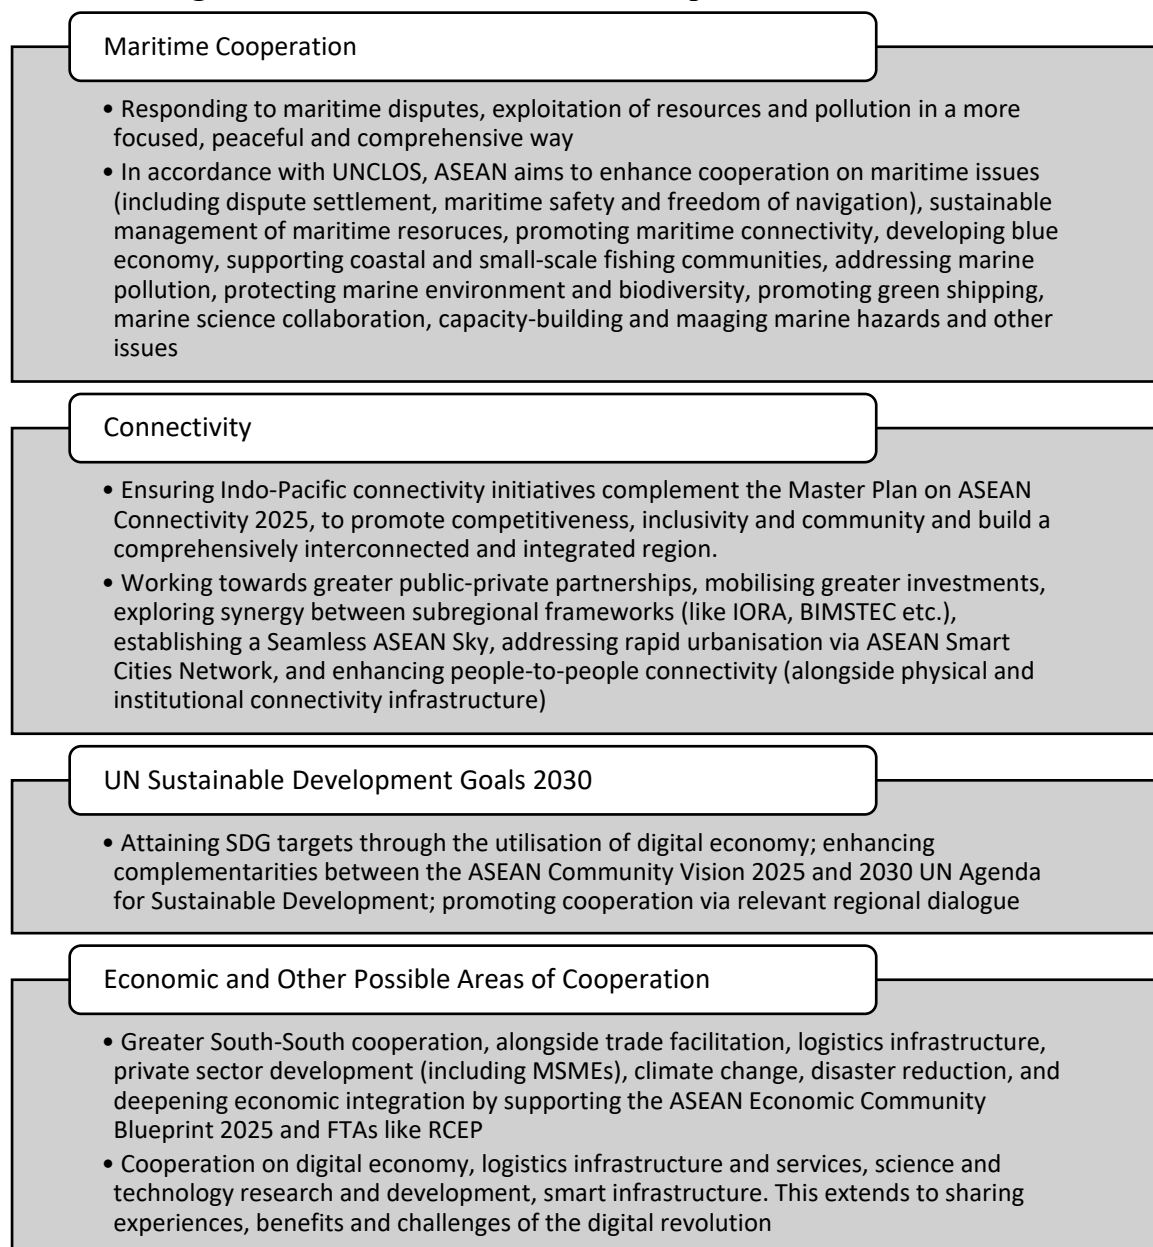 Maritime Cooperation
• Responding to maritime disputes, exploitation of resources and pollution in a more
focused, peaceful and comprehensive way
• In accordance with UNCLOS, ASEAN aims to enhance cooperation on maritime issues
(including dispute settlement, maritime safety and freedom of navigation), sustainable
management of maritime resoruces, promoting maritime connectivity, developing blue
economy, supporting coastal and small-scale fishing communities, addressing marine
pollution, protecting marine environment and biodiversity, promoting green shipping,
marine science collaboration, capacity-building and maaging marine hazards and other
issues
Connectivity
• Ensuring Indo-Pacific connectivity initiatives complement the Master Plan on ASEAN
Connectivity 2025, to promote competitiveness, inclusivity and community and build a
comprehensively interconnected and integrated region.
• Working towards greater public-private partnerships, mobilising greater investments,
exploring synergy between subregional frameworks (like IORA, BIMSTEC etc.),
establishing a Seamless ASEAN Sky, addressing rapid urbanisation via ASEAN Smart
Cities Network, and enhancing people-to-people connectivity (alongside physical and
institutional connectivity infrastructure)
UN Sustainable Development Goals 2030
• Attaining SDG targets through the utilisation of digital economy; enhancing
complementarities between the ASEAN Community Vision 2025 and 2030 UN Agenda
for Sustainable Development; promoting cooperation via relevant regional dialogue
Economic and Other Possible Areas of Cooperation
• Greater South-South cooperation, alongside trade facilitation, logistics infrastructure,
private sector development (including MSMEs), climate change, disaster reduction, and
deepening economic integration by supporting the ASEAN Economic Community
Blueprint 2025 and FTAs like RCEP
• Cooperation on digital economy, logistics infrastructure and services, science and
technology research and development, smart infrastructure. This extends to sharing
experiences, benefits and challenges of the digital revolution